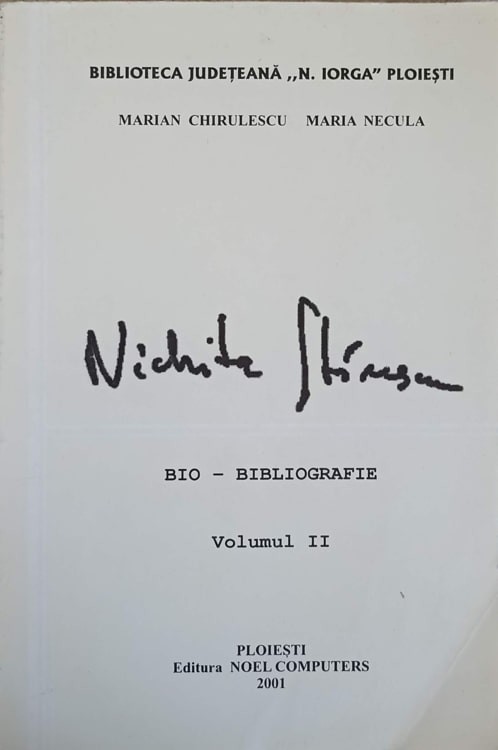 BIBLIOTECA JUDEȚEANĂ ,,N. IORGA” PLOIEȘTI
MARIAN CHIRULESCU MARIA NECULA
Nichita Stănescu
BIO – BIBLIOGRAFIE
Volumul II
PLOIEȘTI
Editura NOEL COMPUTERS
2001